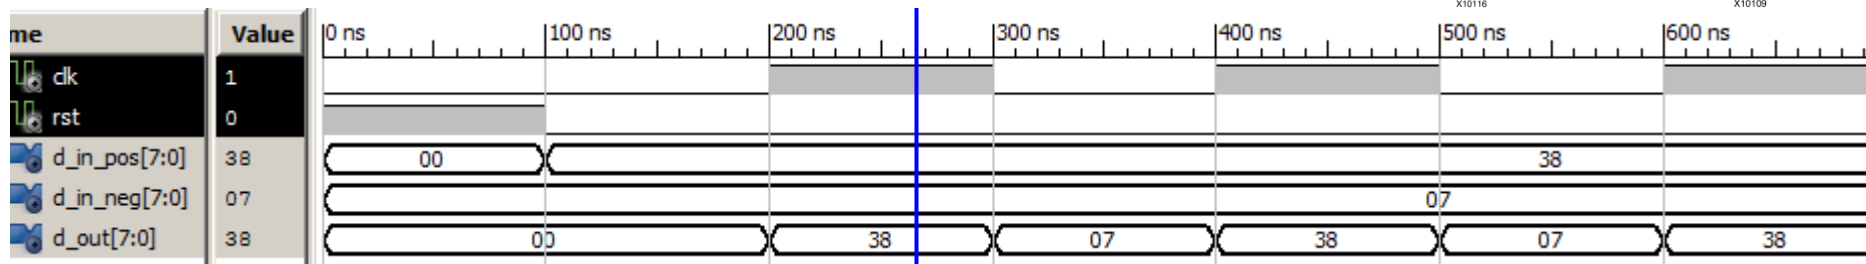 X10116 X10109
me Value 0 ns 100 ns 200 ns 300 ns 400 ns 500 ns 600 ns
clk 1
rst 0
d_in_pos[7:0] 38 00 38
d_in_neg[7:0] 07 07
d_out[7:0] 38 00 38 07 38 07 38